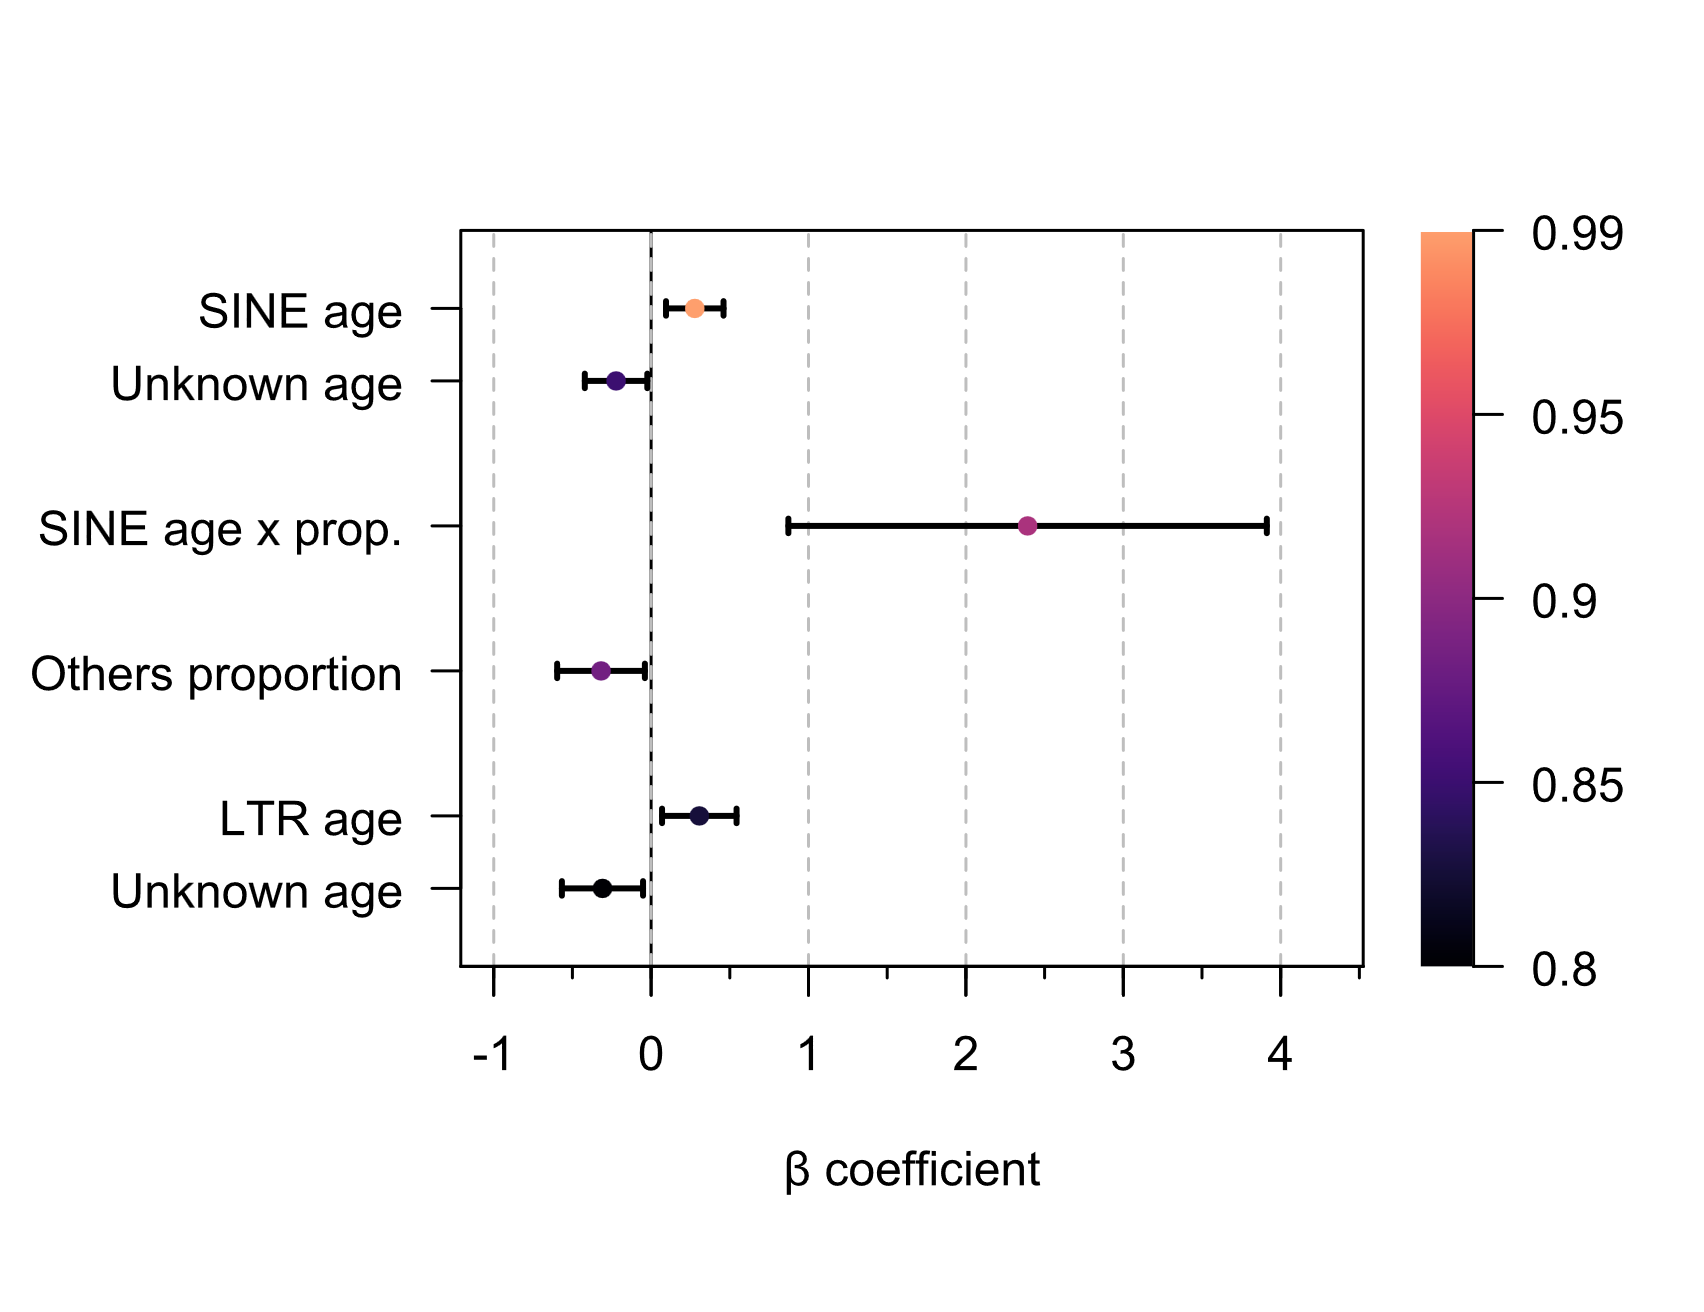 SINE age
Unknown age
SINE age x prop.
Others proportion
LTR age
Unknown age
-1 0 1 2 3 4
β coefficient
0.99
0.95
0.9
0.85
0.8